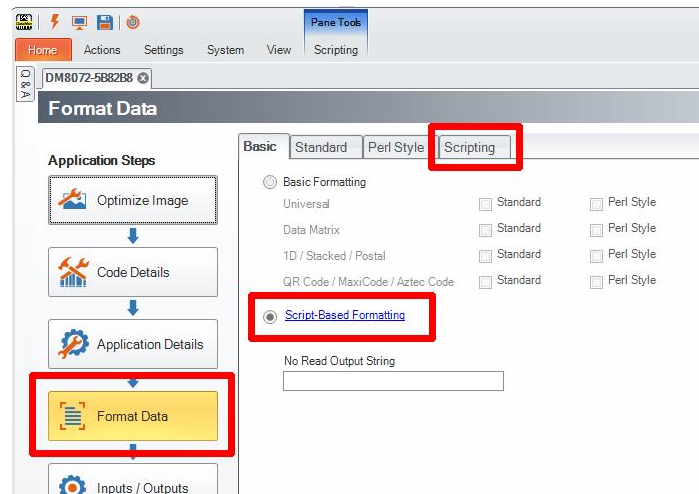 Pane Tools
Home Actions Settings System View Scripting
Q & A
DM8072-5B82B8
Format Data
Application Steps
Optimize Image
Code Details
Application Details
Format Data
Inputs / Outputs
Basic Standard Perl Style Scripting
Basic Formatting
Universal Standard Perl Style
Data Matrix Standard Perl Style
1D / Stacked / Postal Standard Perl Style
QR Code / MaxiCode / Aztec Code Standard Perl Style
Script-Based Formatting
No Read Output String